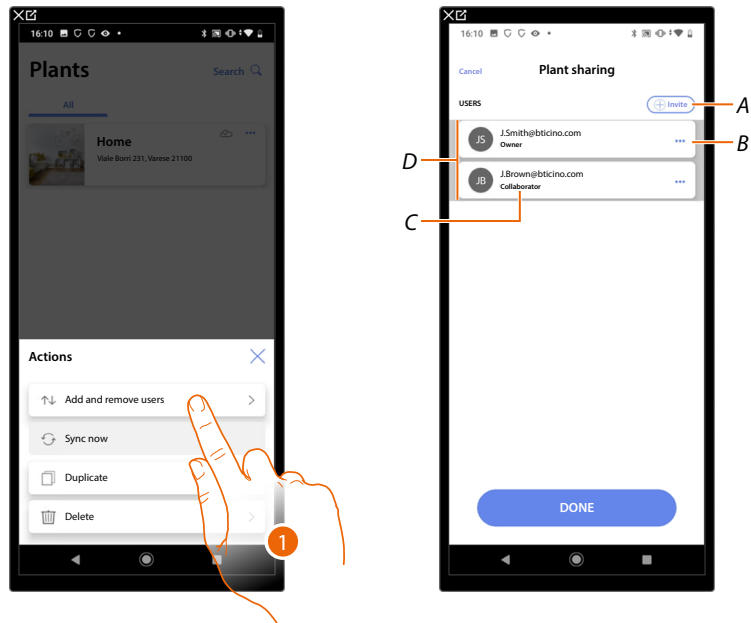 16:10
Plants
Search
All
Home
Viale Borri 231, Varese 21100
Actions
Add and remove users
Sync now
Duplicate
Delete
1
16:10
Cancel
Plant sharing
USERS
Invite
A
JS
J.Smith@bticino.com
Owner
B
D
JB
J.Brown@bticino.com
Collaborator
C
DONE